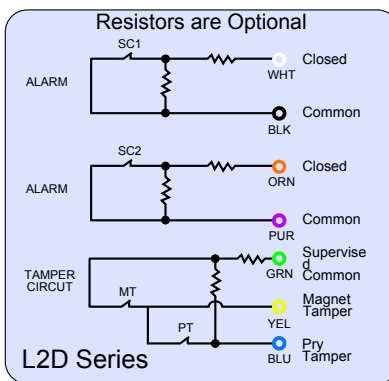 Resistors are Optional
SC1
Closed
WHT
ALARM
Common
BLK
SC2
Closed
ORN
ALARM
Common
PUR
Supervise
d
GRN Common
TAMPER
CIRCUT
MT
Magnet
Tamper
YEL
PT
Pry
Tamper
BLU
L2D Series